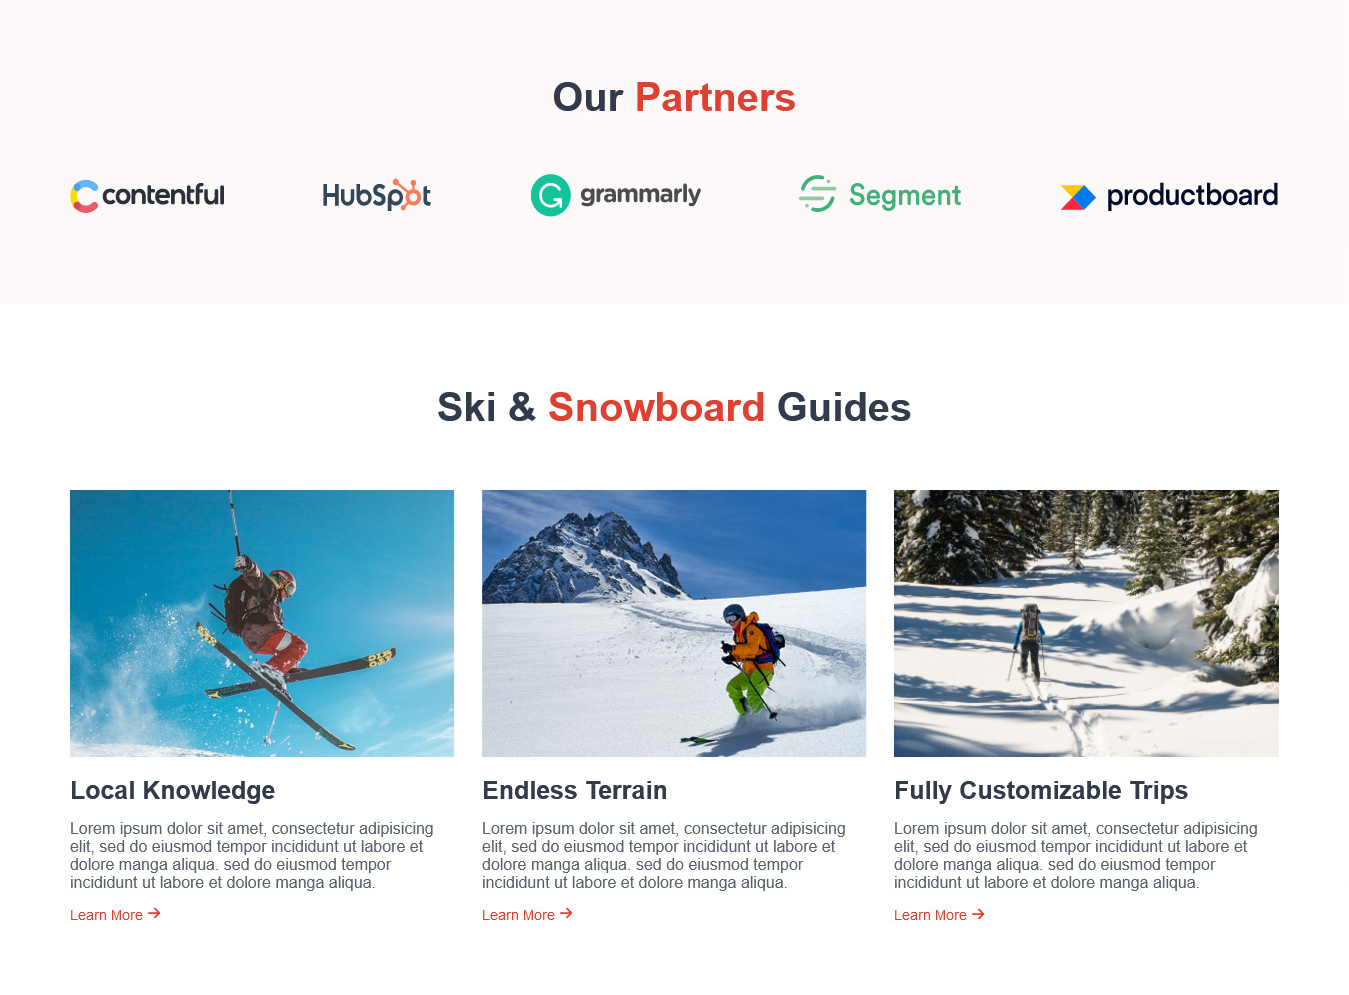 Our Partners
contentful
HubSpot
grammarly
Segment
productboard
Ski & Snowboard Guides
Local Knowledge
Lorem ipsum dolor sit amet, consectetur adipisicing
elit, sed do eiusmod tempor incididunt ut labore et
dolore manga aliqua. sed do eiusmod tempor
incididunt ut labore et dolore manga aliqua.
Learn More →
Endless Terrain
Lorem ipsum dolor sit amet, consectetur adipisicing
elit, sed do eiusmod tempor incididunt ut labore et
dolore manga aliqua. sed do eiusmod tempor
incididunt ut labore et dolore manga aliqua.
Learn More →
Fully Customizable Trips
Lorem ipsum dolor sit amet, consectetur adipisicing
elit, sed do eiusmod tempor incididunt ut labore et
dolore manga aliqua. sed do eiusmod tempor
incididunt ut labore et dolore manga aliqua.
Learn More →